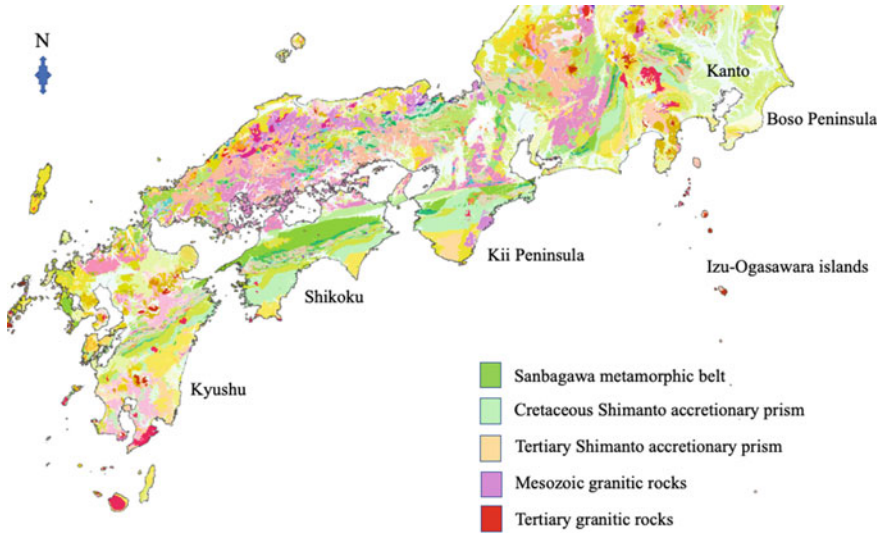 N
Kanto
Boso Peninsula
Kii Peninsula
Izu-Ogasawara islands
Shikoku
Kyushu
Sanbagawa metamorphic belt
Cretaceous Shimanto accretionary prism
Tertiary Shimanto accretionary prism
Mesozoic granitic rocks
Tertiary granitic rocks